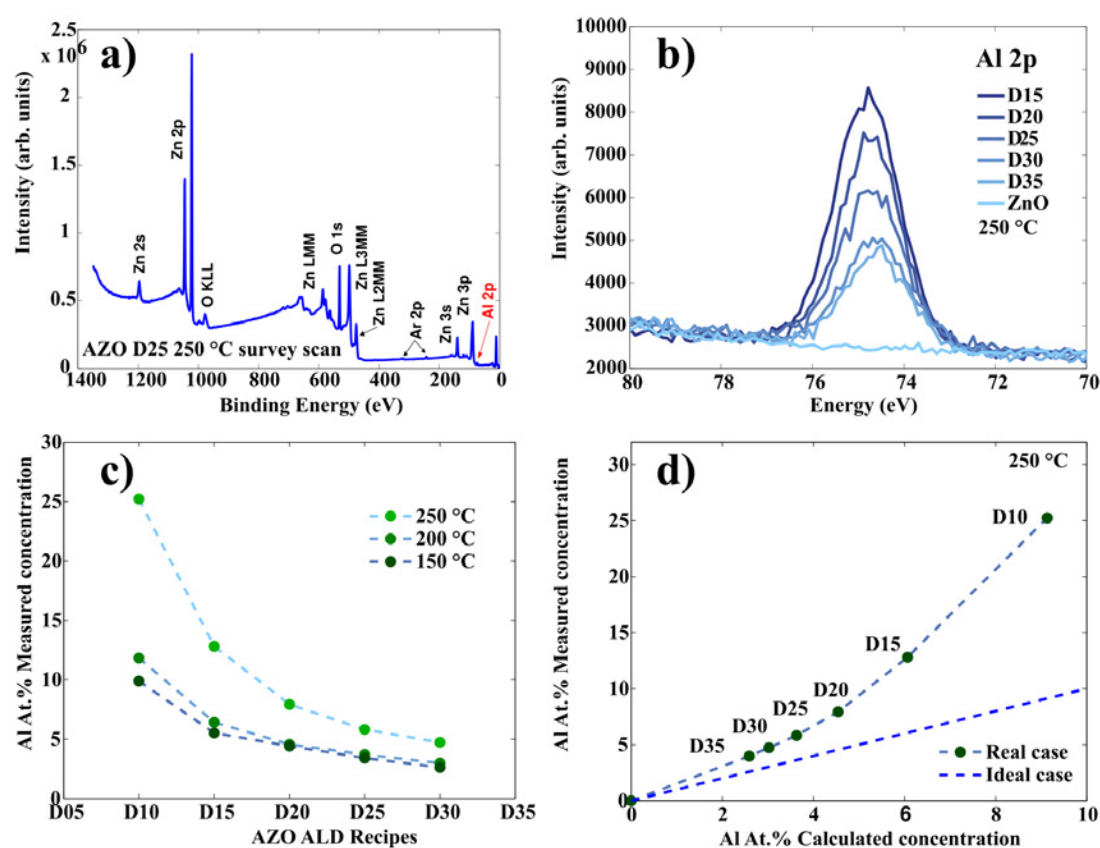 a)
2.5
x 10^6
2
1.5
1
0.5
0
Intensity (arb. units)
Zn 2s
Zn 2p
O KLL
Zn LMM
O 1s
Zn L3MM
Zn L2MM
Ar 2p
Zn 3s
Zn 3p
Al 2p
AZO D25 250 °C survey scan
1400 1200 1000 800 600 400 200 0
Binding Energy (eV)
b)
10000
9000
8000
7000
6000
5000
4000
3000
2000
Intensity (arb. units)
Al 2p
D15
D20
D25
D30
D35
ZnO
250 °C
80 78 76 74 72 70
Energy (eV)
c)
30
25
20
15
10
5
0
Al At.% Measured concentration
250 °C
200 °C
150 °C
D05 D10 D15 D20 D25 D30 D35
AZO ALD Recipes
d)
30
25
20
15
10
5
0
Al At.% Measured concentration
250 °C
D10
D15
D20
D25
D30
D35
Real case
Ideal case
0 2 4 6 8 10
Al At.% Calculated concentration